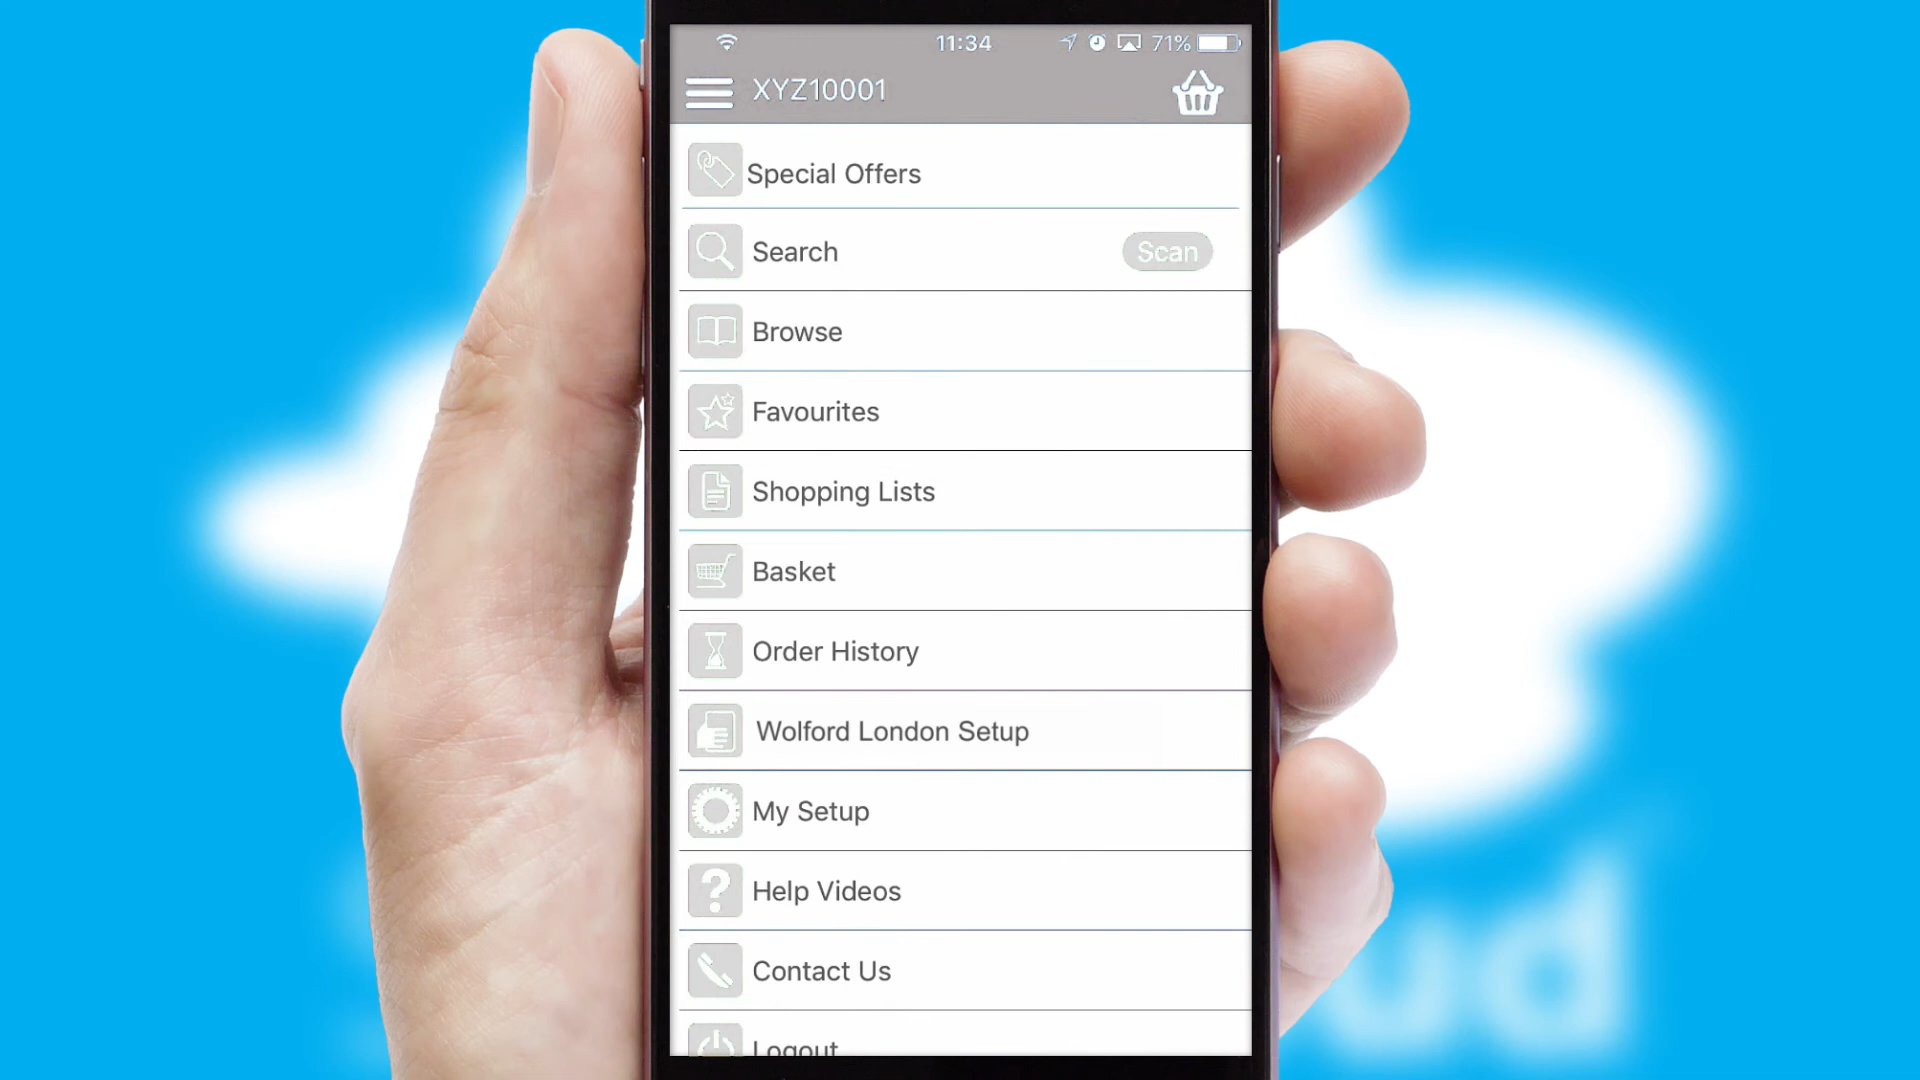 11:34 71%
XYZ10001
Special Offers
Search Scan
Browse
Favourites
Shopping Lists
Basket
Order History
Wolford London Setup
My Setup
Help Videos
Contact Us
Logout
ud